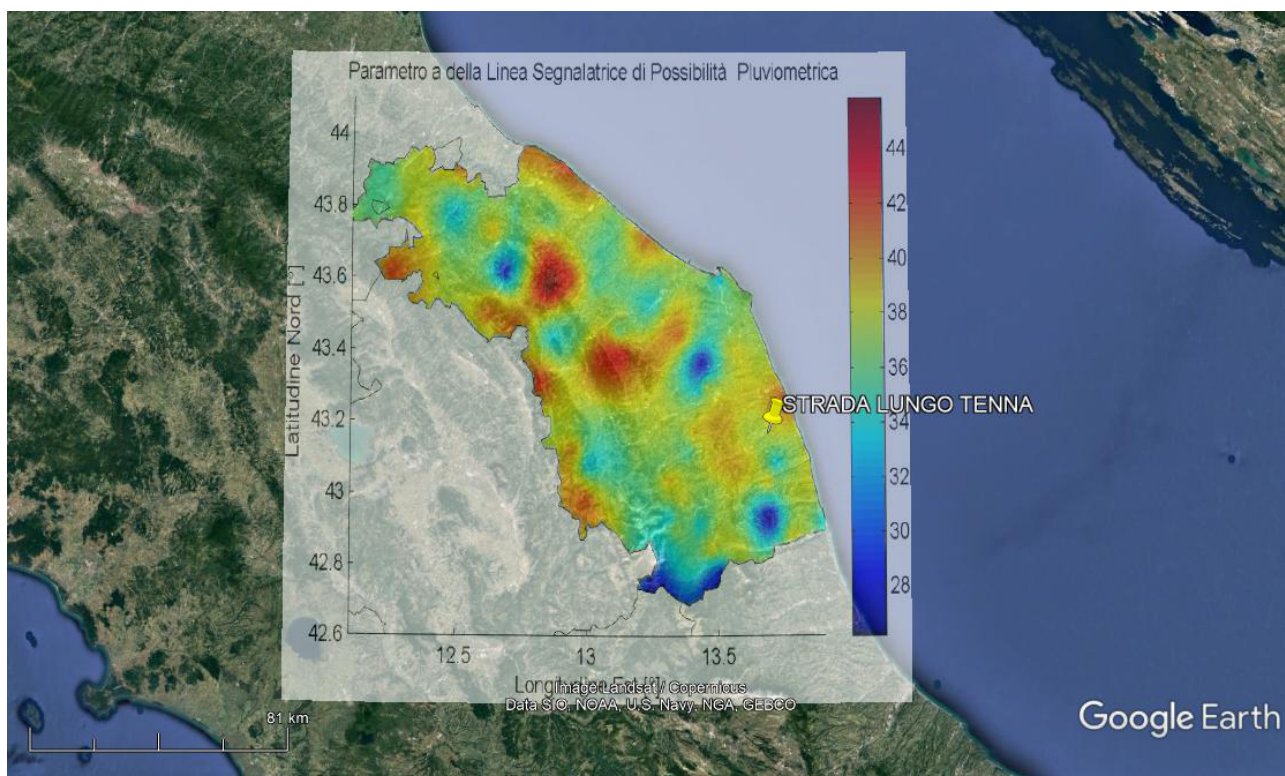 Parametro a della Linea Segnalatrice di Possibilità Pluviometrica
44
43.8
43.6
43.4
43.2
43
42.8
42.6
Latitudine Nord [°]
12.5
13
13.5
Longitudine Est [°]
44
42
40
38
36
34
32
30
28
STRADA LUNGO TENNA
Image Landsat / Copernicus
Data SIO, NOAA, U.S. Navy, NGA, GEBCO
81 km
Google Earth